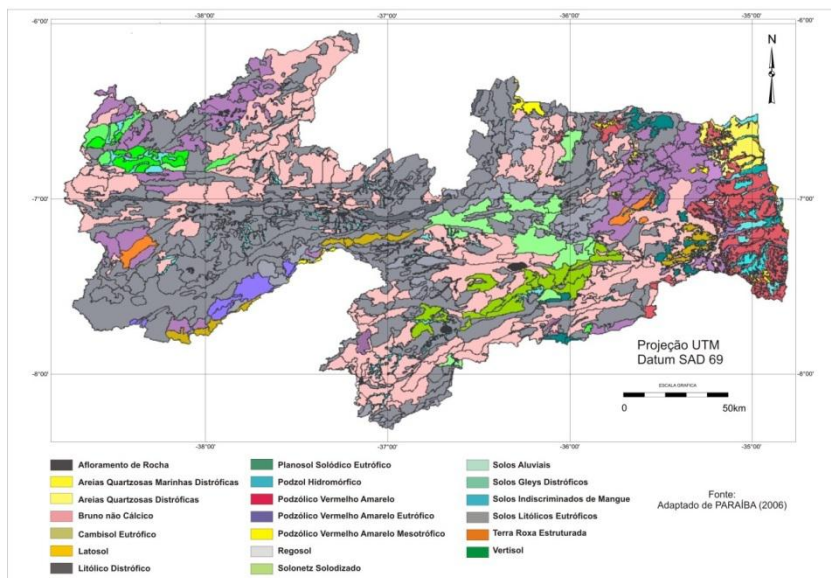 -38°00'
-37°00'
-36°00'
-35°00'
-6°00'
-6°00'
N
-7°00'
-7°00'
-8°00'
-8°00'
Projeção UTM
Datum SAD 69
ESCALA GRAFICA
0 50km
-38°00'
-37°00'
-36°00'
-35°00'
Afloramento de Rocha
Areias Quartzosas Marinhas Distróficas
Areias Quartzosas Distróficas
Bruno não Cálcico
Cambisol Eutrófico
Latosol
Litólico Distrófico
Planosol Solódico Eutrófico
Podzol Hidromórfico
Podzólico Vermelho Amarelo
Podzólico Vermelho Amarelo Eutrófico
Podzólico Vermelho Amarelo Mesotrófico
Regosol
Solonetz Solodizado
Solos Aluviais
Solos Gleys Distróficos
Solos Indiscriminados de Mangue
Solos Litólicos Eutróficos
Terra Roxa Estruturada
Vertisol
Fonte:
Adaptado de PARAÍBA (2006)